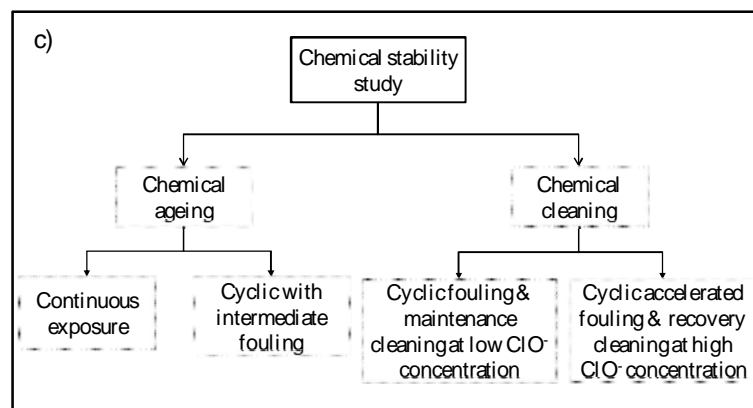 c)
Chemical stability
study
Chemical
ageing
Chemical
cleaning
Continuous
exposure
Cyclic with
intermediate
fouling
Cyclic fouling &
maintenance
cleaning at low ClO⁻
concentration
Cyclic accelerated
fouling & recovery
cleaning at high
ClO⁻ concentration